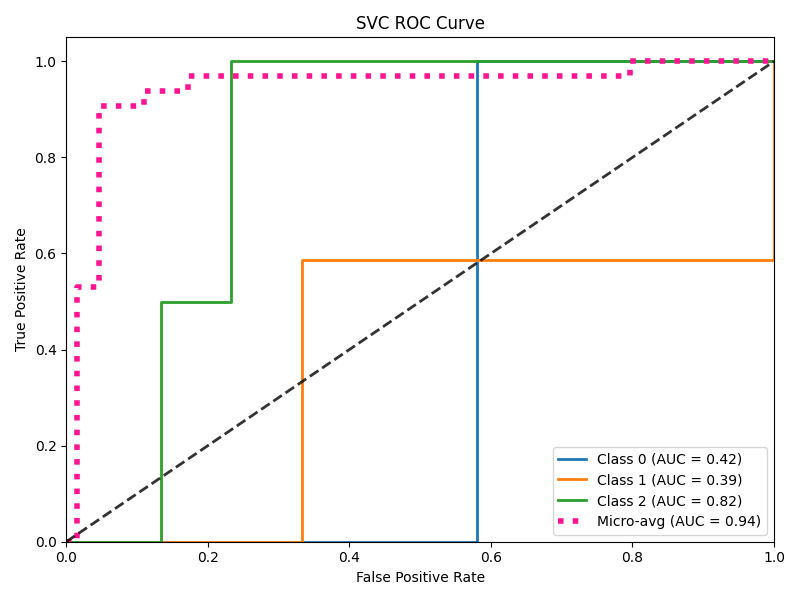 SVC ROC Curve
True Positive Rate
1.0
0.8
0.6
0.4
0.2
0.0
0.0
0.2
0.4
0.6
0.8
1.0
False Positive Rate
Class 0 (AUC = 0.42)
Class 1 (AUC = 0.39)
Class 2 (AUC = 0.82)
Micro-avg (AUC = 0.94)